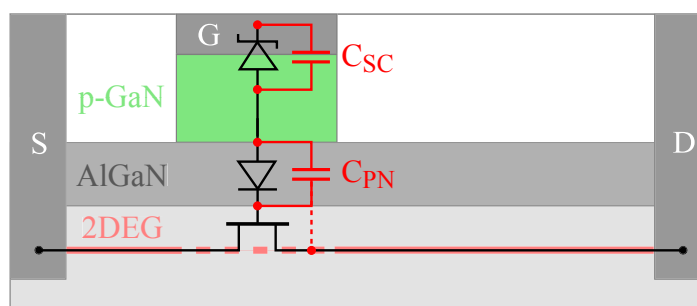 G
C_SC
p-GaN
S
D
AlGaN
C_PN
2DEG